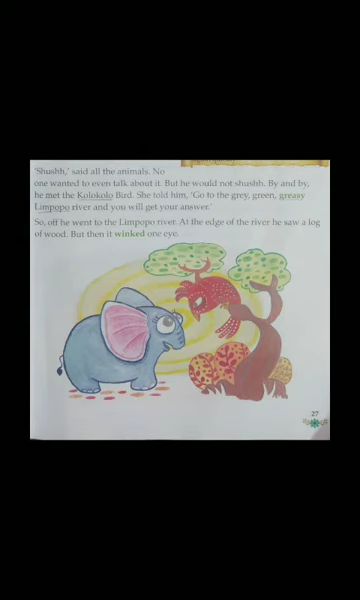 'Shushh,' said all the animals. No
one wanted to even talk about it. But he would not shushh. By and by,
he met the Kolokolo Bird. She told him, 'Go to the grey, green, greasy
Limpopo river and you will get your answer.'
So, off he went to the Limpopo river. At the edge of the river he saw a log
of wood. But then it winked one eye.
27